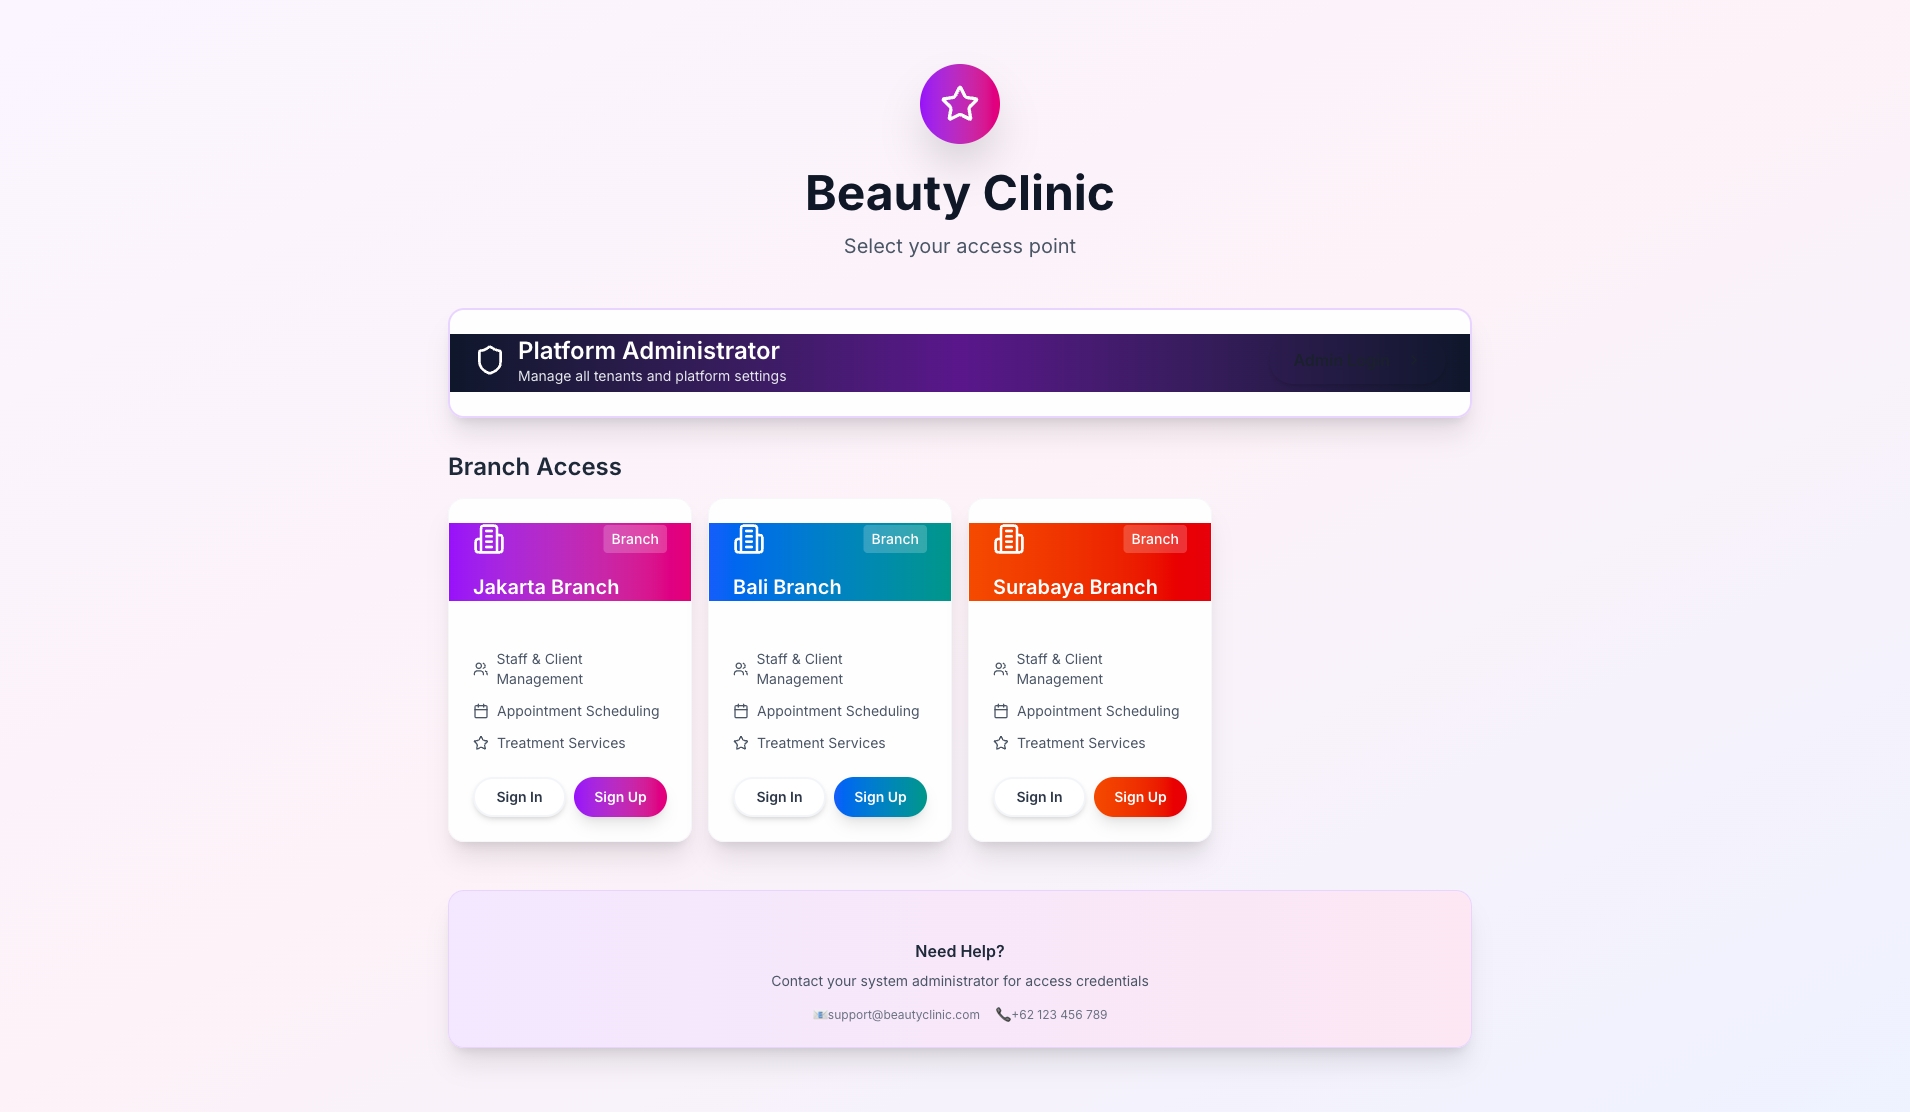 Beauty Clinic
Select your access point
Platform Administrator
Manage all tenants and platform settings
Admin Login
Branch Access
Branch
Jakarta Branch
Staff & Client
Management
Appointment Scheduling
Treatment Services
Sign In
Sign Up
Branch
Bali Branch
Staff & Client
Management
Appointment Scheduling
Treatment Services
Sign In
Sign Up
Branch
Surabaya Branch
Staff & Client
Management
Appointment Scheduling
Treatment Services
Sign In
Sign Up
Need Help?
Contact your system administrator for access credentials
support@beautyclinic.com
+62 123 456 789